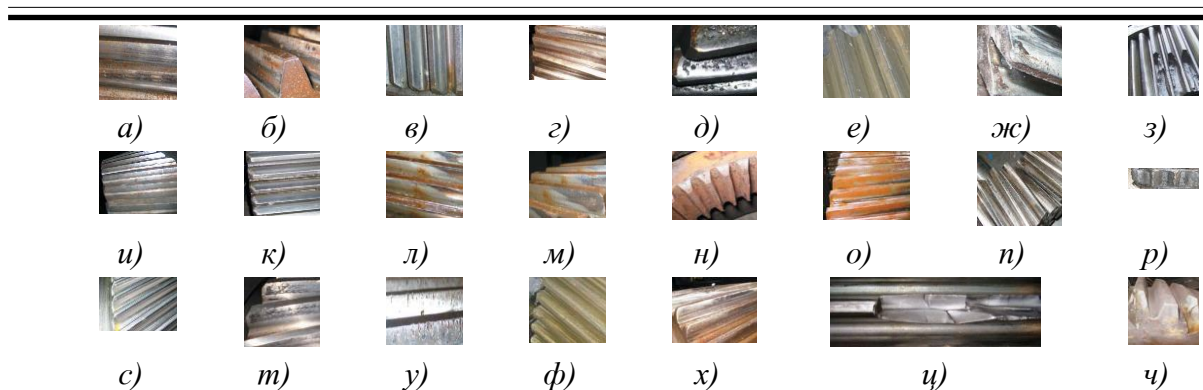 а) б) в) г) д) е) ж) з)
и) к) л) м) н) о) п) р)
с) т) у) ф) х) ц) ч)